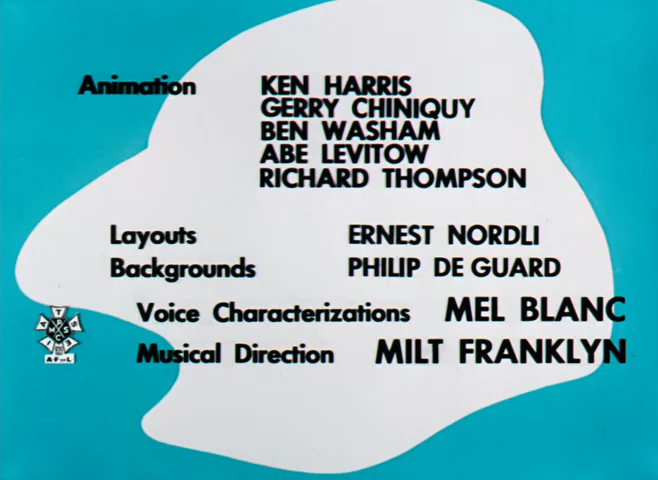 Animation KEN HARRIS
GERRY CHINIQUY
BEN WASHAM
ABE LEVITOW
RICHARD THOMPSON
Layouts ERNEST NORDLI
Backgrounds PHILIP DE GUARD
Voice Characterizations MEL BLANC
Musical Direction MILT FRANKLYN
A F of L